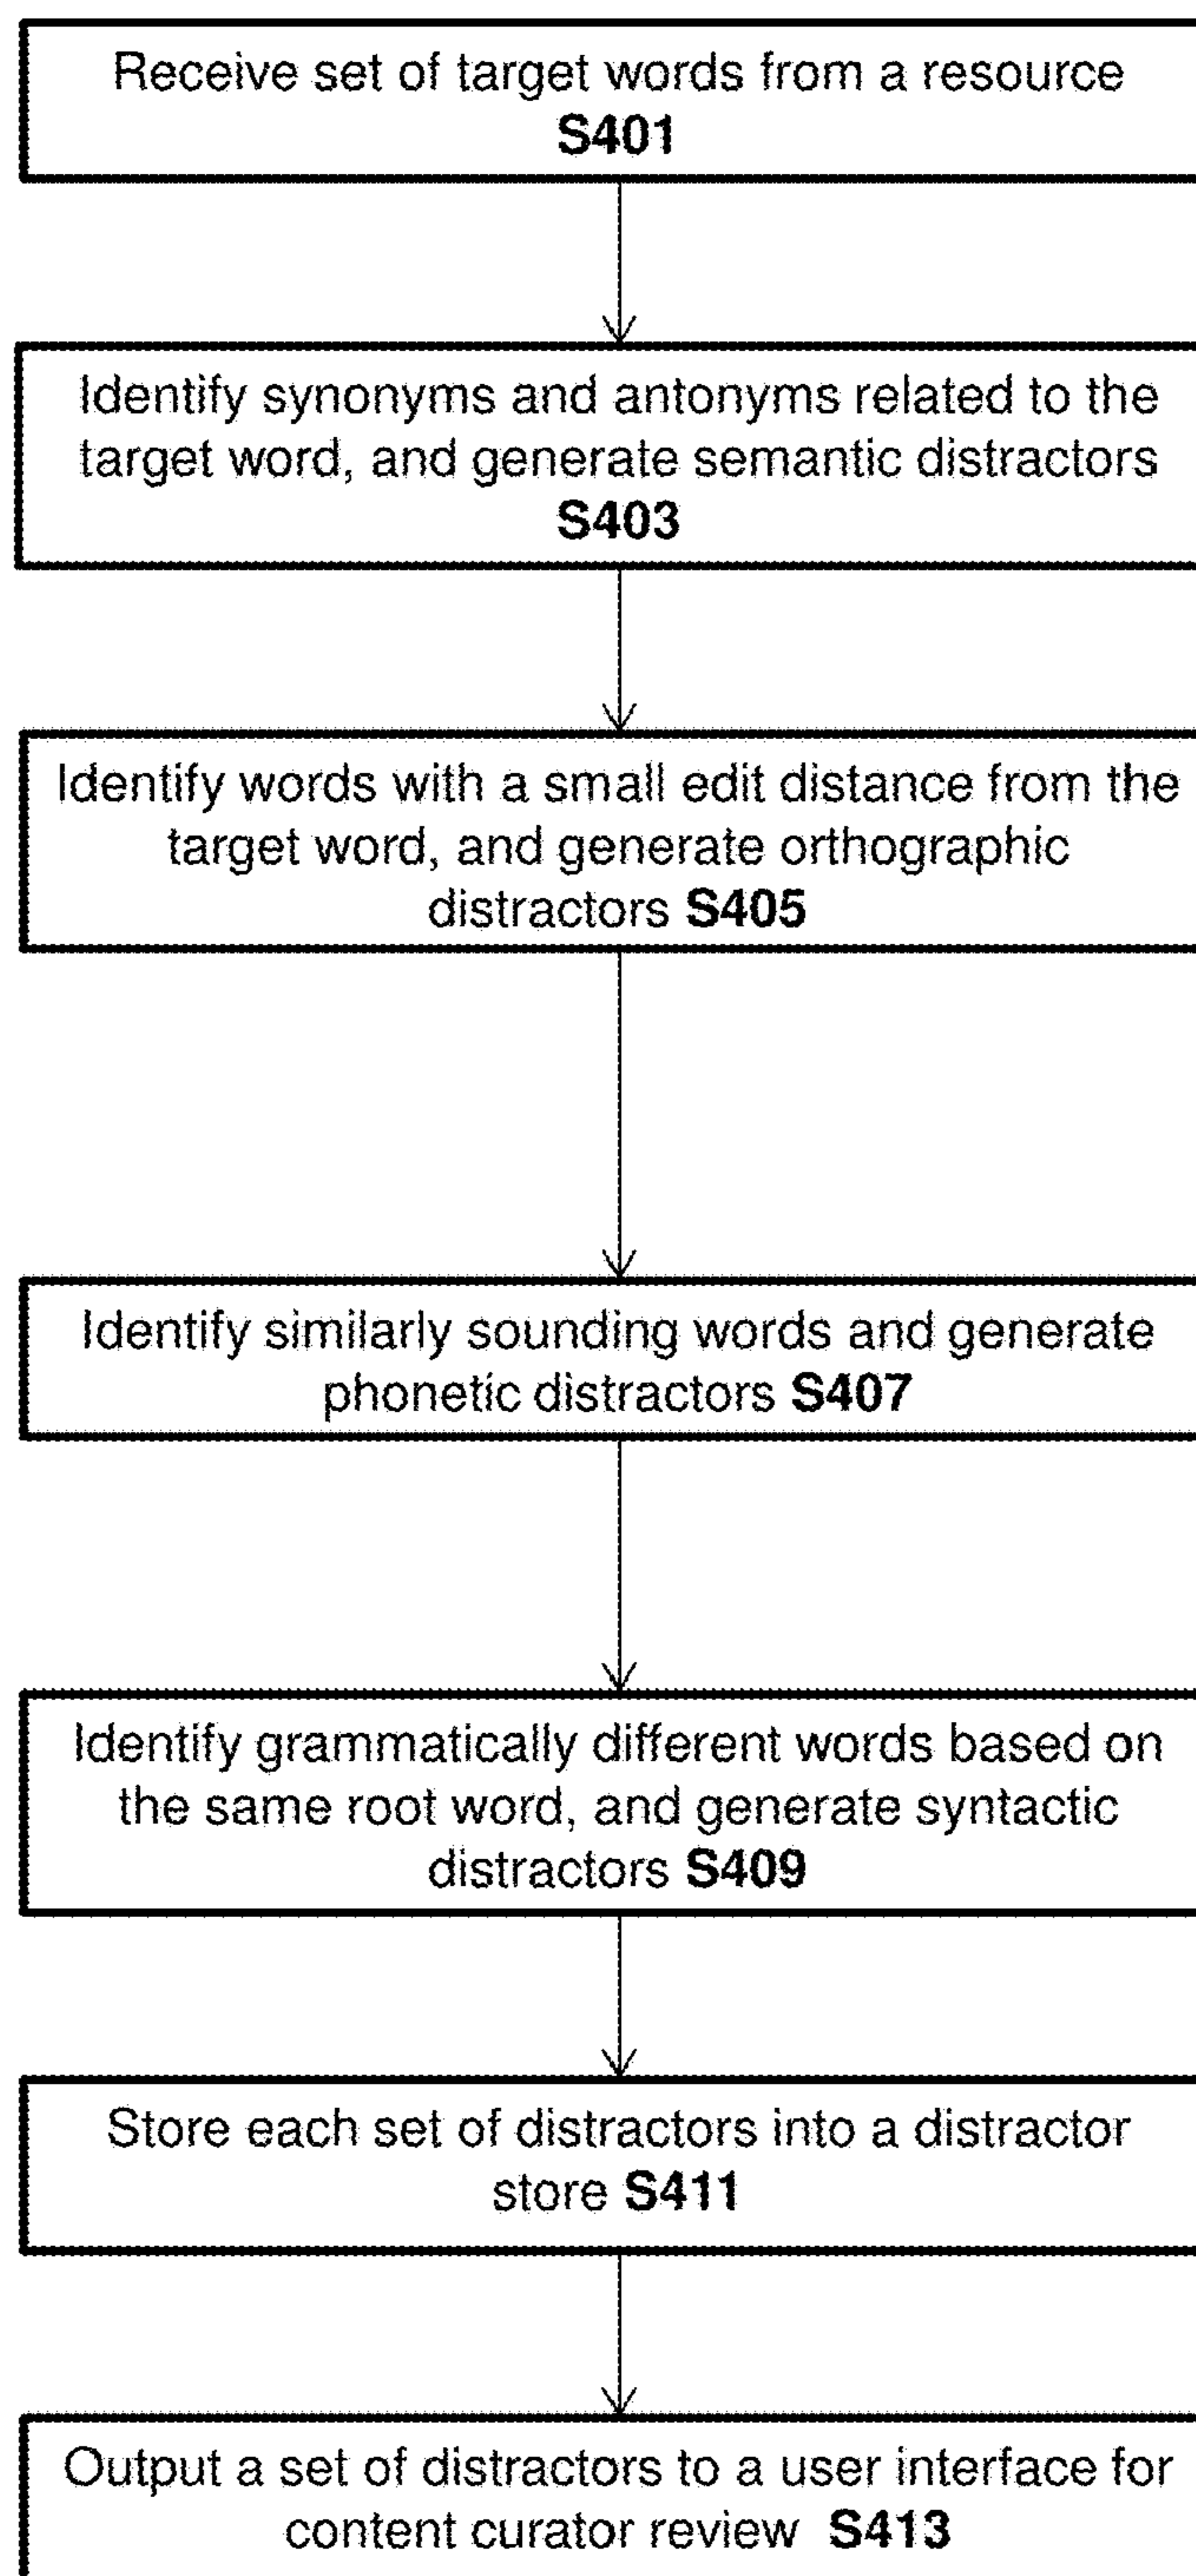 Receive set of target words from a resource
S401
Identify synonyms and antonyms related to the
target word, and generate semantic distractors
S403
Identify words with a small edit distance from the
target word, and generate orthographic
distractors S405
Identify similarly sounding words and generate
phonetic distractors S407
Identify grammatically different words based on
the same root word, and generate syntactic
distractors S409
Store each set of distractors into a distractor
store S411
Output a set of distractors to a user interface for
content curator review S413